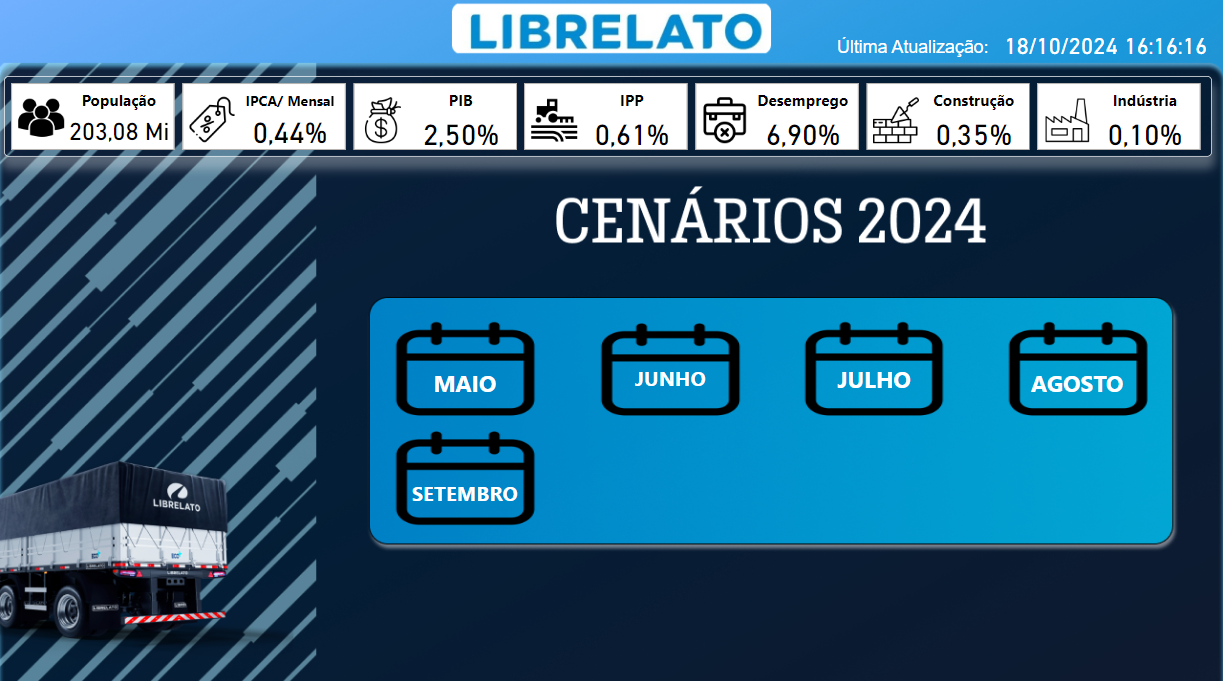 LIBRELATO
Última Atualização: 18/10/2024 16:16:16
População
203,08 Mi
IPCA/ Mensal
0,44%
PIB
2,50%
IPP
0,61%
Desemprego
6,90%
Construção
0,35%
Indústria
0,10%
CENÁRIOS 2024
MAIO
JUNHO
JULHO
AGOSTO
SETEMBRO
LIBRELATO